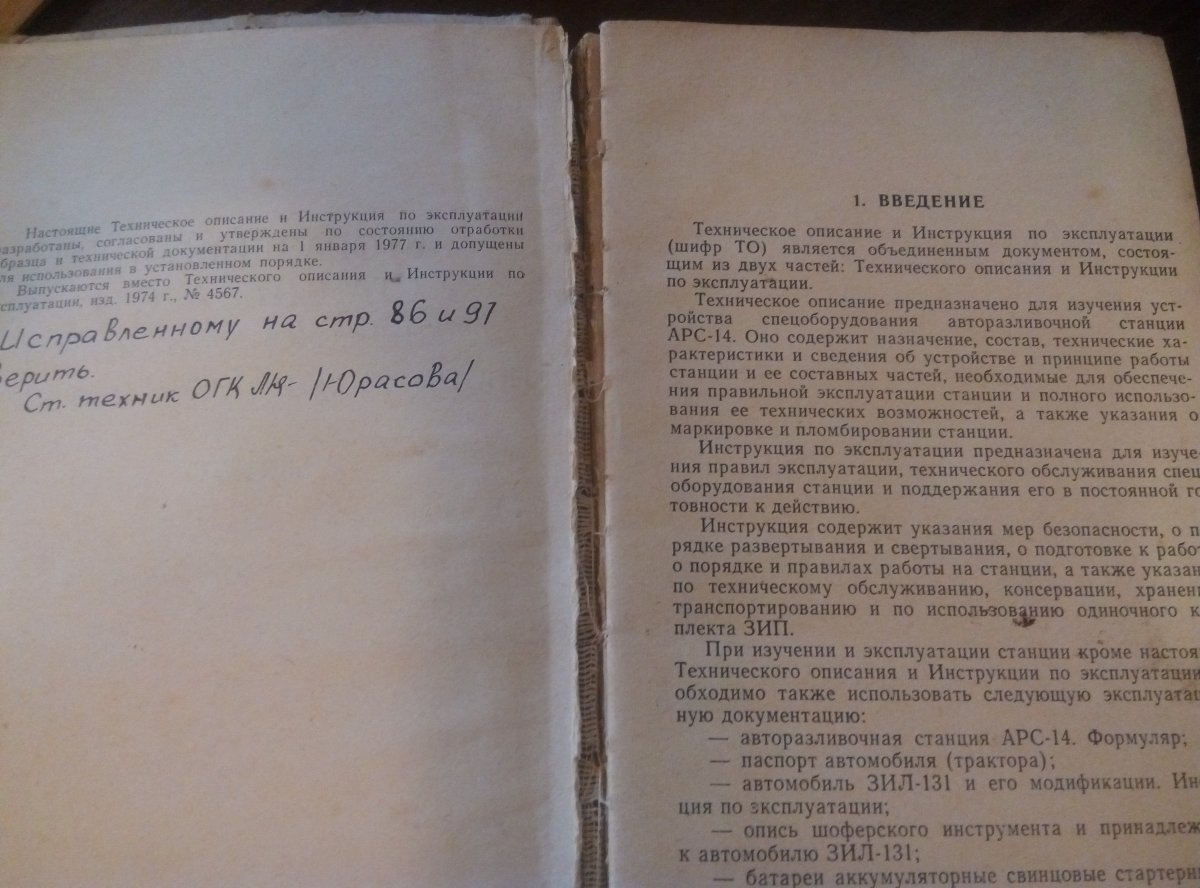 Настоящие Техническое описание и Инструкция по эксплуатации
разработаны, согласованы и утверждены по состоянию отработки
бразца и технической документации на 1 января 1977 г. и допущены
ля использования в установленном порядке.
Выпускаются вместо Технического описания и Инструкции по
сплуатации, изд. 1974 г., № 4567.
Исправленному на стр. 86 и 91
верить.
Ст. техник ОГК /Юрасова/
1. ВВЕДЕНИЕ
Техническое описание и Инструкция по эксплуатации
(шифр ТО) является объединенным документом, состоя-
щим из двух частей: Технического описания и Инструкции
по эксплуатации.
Техническое описание предназначено для изучения уст-
ройства спецоборудования авторазливочной станции
АРС-14. Оно содержит назначение, состав, технические ха-
рактеристики и сведения об устройстве и принципе работы
станции и ее составных частей, необходимые для обеспече-
ния правильной эксплуатации станции и полного использо-
вания ее технических возможностей, а также указания о
маркировке и пломбировании станции.
Инструкция по эксплуатации предназначена для изуче-
ния правил эксплуатации, технического обслуживания спец
оборудования станции и поддержания его в постоянной го
товности к действию.
Инструкция содержит указания мер безопасности, о п
рядке развертывания и свертывания, о подготовке к работ
о порядке и правилах работы на станции, а также указан
по техническому обслуживанию, консервации, хранени
транспортированию и по использованию одиночного к
плекта ЗИП.
При изучении и эксплуатации станции кроме настоя
Технического описания и Инструкции по эксплуатации
обходимо также использовать следующую эксплуатац
ную документацию:
— авторазливочная станция АРС-14. Формуляр;
— паспорт автомобиля (трактора);
— автомобиль ЗИЛ-131 и его модификации. Ин
ция по эксплуатации;
— опись шоферского инструмента и принадлеж
к автомобилю ЗИЛ-131;
— батареи аккумуляторные свинцовые стартерн